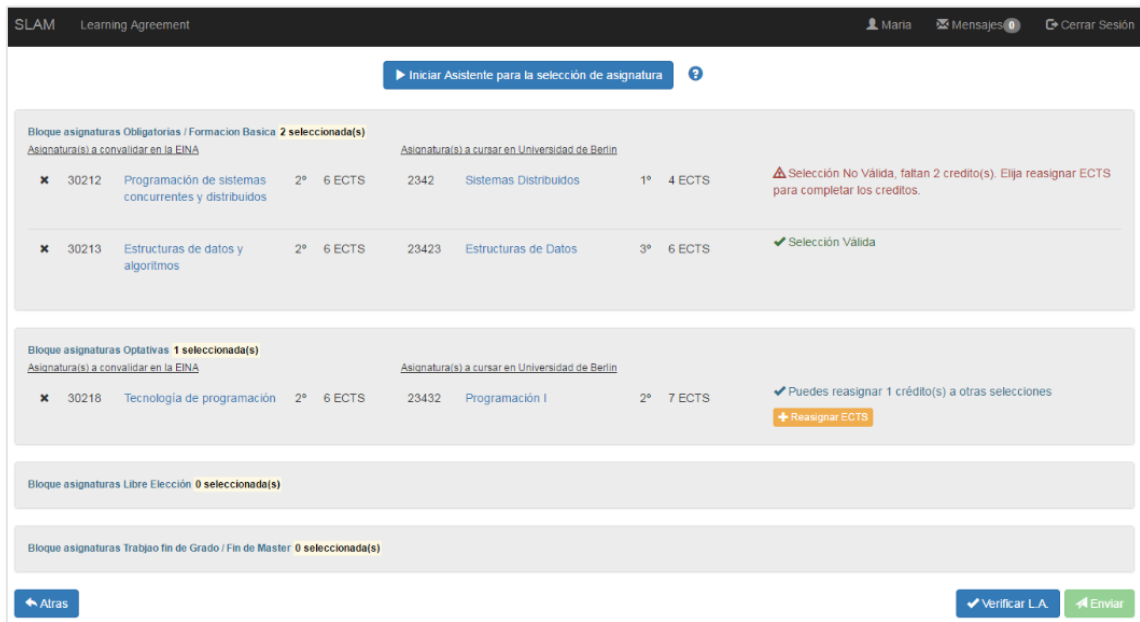 SLAM Learning Agreement Maria Mensajes 0 Cerrar Sesión
Iniciar Asistente para la selección de asignatura ?
Bloque asignaturas Obligatorias / Formacion Basica 2 seleccionada(s)
Asignatura(s) a convalidar en la EINA Asignatura(s) a cursar en Universidad de Berlin
30212 Programación de sistemas 2º 6 ECTS 2342 Sistemas Distribuidos 1º 4 ECTS Selección No Válida, faltan 2 credito(s). Elija reasignar ECTS
concurrentes y distribuidos para completar los creditos.
30213 Estructuras de datos y 2º 6 ECTS 23423 Estructuras de Datos 3º 6 ECTS Selección Válida
algoritmos
Bloque asignaturas Optativas 1 seleccionada(s)
Asignatura(s) a convalidar en la EINA Asignatura(s) a cursar en Universidad de Berlin
30218 Tecnología de programación 2º 6 ECTS 23432 Programación I 2º 7 ECTS Puedes reasignar 1 crédito(s) a otras selecciones
Reasignar ECTS
Bloque asignaturas Libre Elección 0 seleccionada(s)
Bloque asignaturas Trabjao fin de Grado / Fin de Master 0 seleccionada(s)
Atras Verificar L.A. Enviar